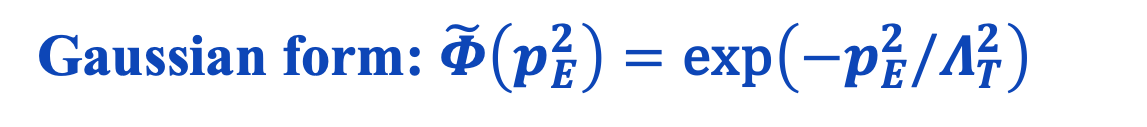 Gaussian form: Φ̃(p_E^2) = exp(−p_E^2/Λ_T^2)